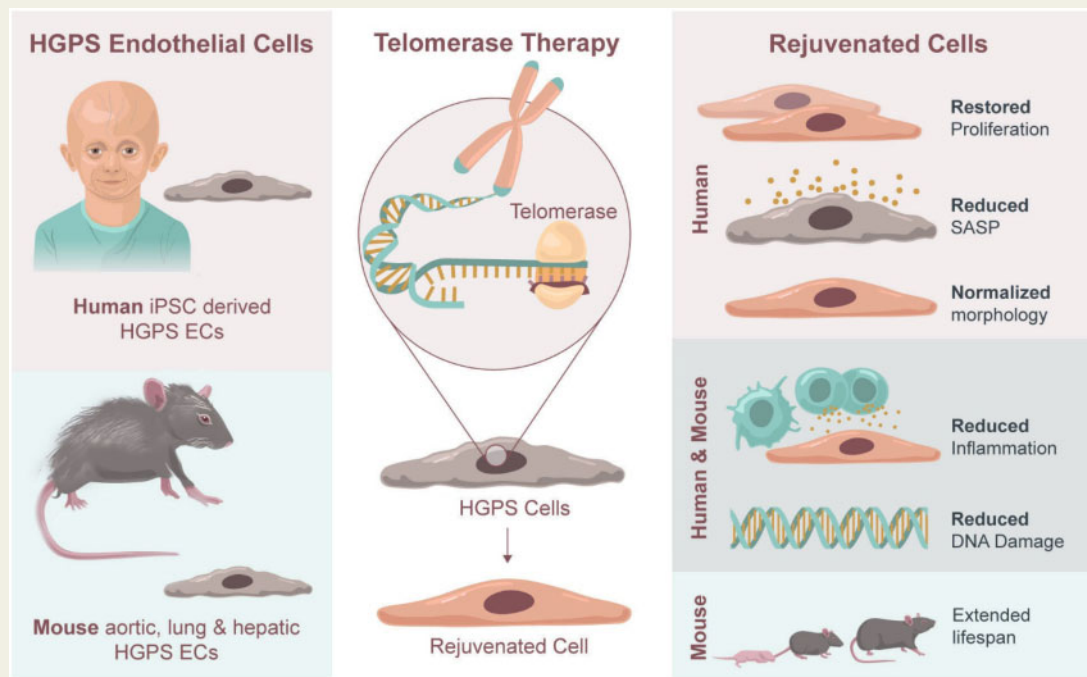 HGPS Endothelial Cells
Human iPSC derived
HGPS ECs
Mouse aortic, lung & hepatic
HGPS ECs
Telomerase Therapy
Telomerase
HGPS Cells
Rejuvenated Cell
Rejuvenated Cells
Human
Restored
Proliferation
Reduced
SASP
Normalized
morphology
Human & Mouse
Reduced
Inflammation
Reduced
DNA Damage
Mouse
Extended
lifespan